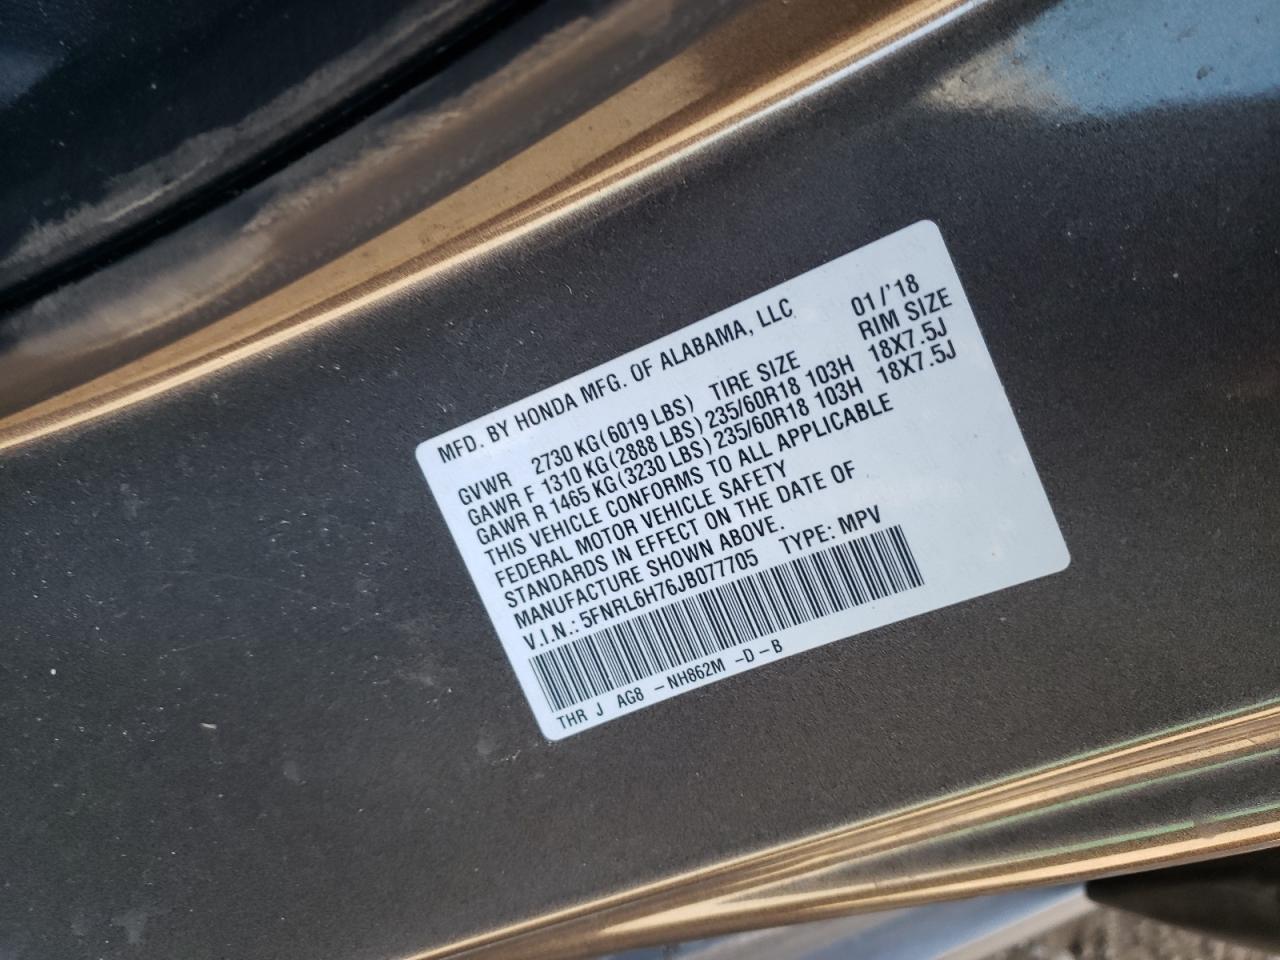 MFD. BY HONDA MFG. OF ALABAMA, LLC 01/'18
GVWR 2730 KG (6019 LBS) TIRE SIZE RIM SIZE
GAWR F 1310 KG (2888 LBS) 235/60R18 103H 18X7.5J
GAWR R 1465 KG (3230 LBS) 235/60R18 103H 18X7.5J
THIS VEHICLE CONFORMS TO ALL APPLICABLE
FEDERAL MOTOR VEHICLE SAFETY
STANDARDS IN EFFECT ON THE DATE OF
MANUFACTURE SHOWN ABOVE.
V.I.N.: 5FNRL6H76JB077705 TYPE: MPV
THR J AG8 -NH862M -D-B